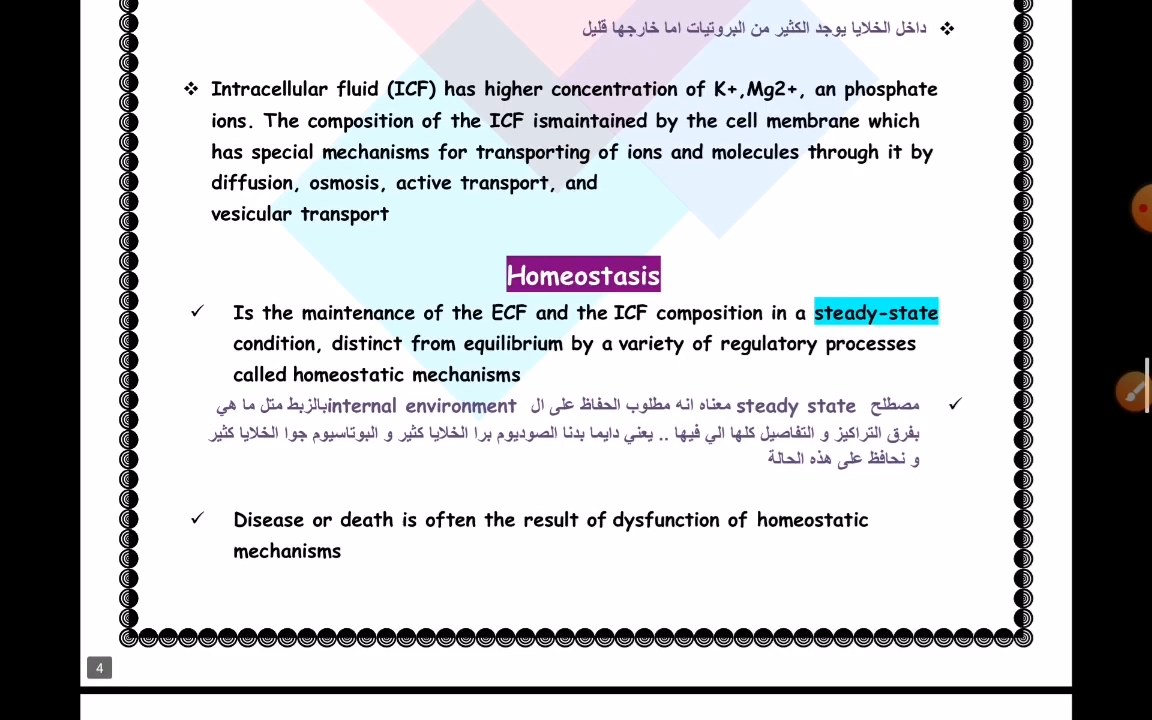 ❖ داخل الخلايا يوجد الكثير من البروتيات اما خارجها قليل
❖ Intracellular fluid (ICF) has higher concentration of K+,Mg2+, an phosphate
ions. The composition of the ICF ismaintained by the cell membrane which
has special mechanisms for transporting of ions and molecules through it by
diffusion, osmosis, active transport, and
vesicular transport
Homeostasis
✓ Is the maintenance of the ECF and the ICF composition in a steady-state
condition, distinct from equilibrium by a variety of regulatory processes
called homeostatic mechanisms
✓ مصطلح steady state معناه انه مطلوب الحفاظ على ال internal environment بالزبط متل ما هي
بفرق التراكيز و التفاصيل كلها الي فيها .. يعني دايما بدنا الصوديوم برا الخلايا كثير و البوتاسيوم جوا الخلايا كثير
و نحافظ على هذه الحالة
✓ Disease or death is often the result of dysfunction of homeostatic
mechanisms
4